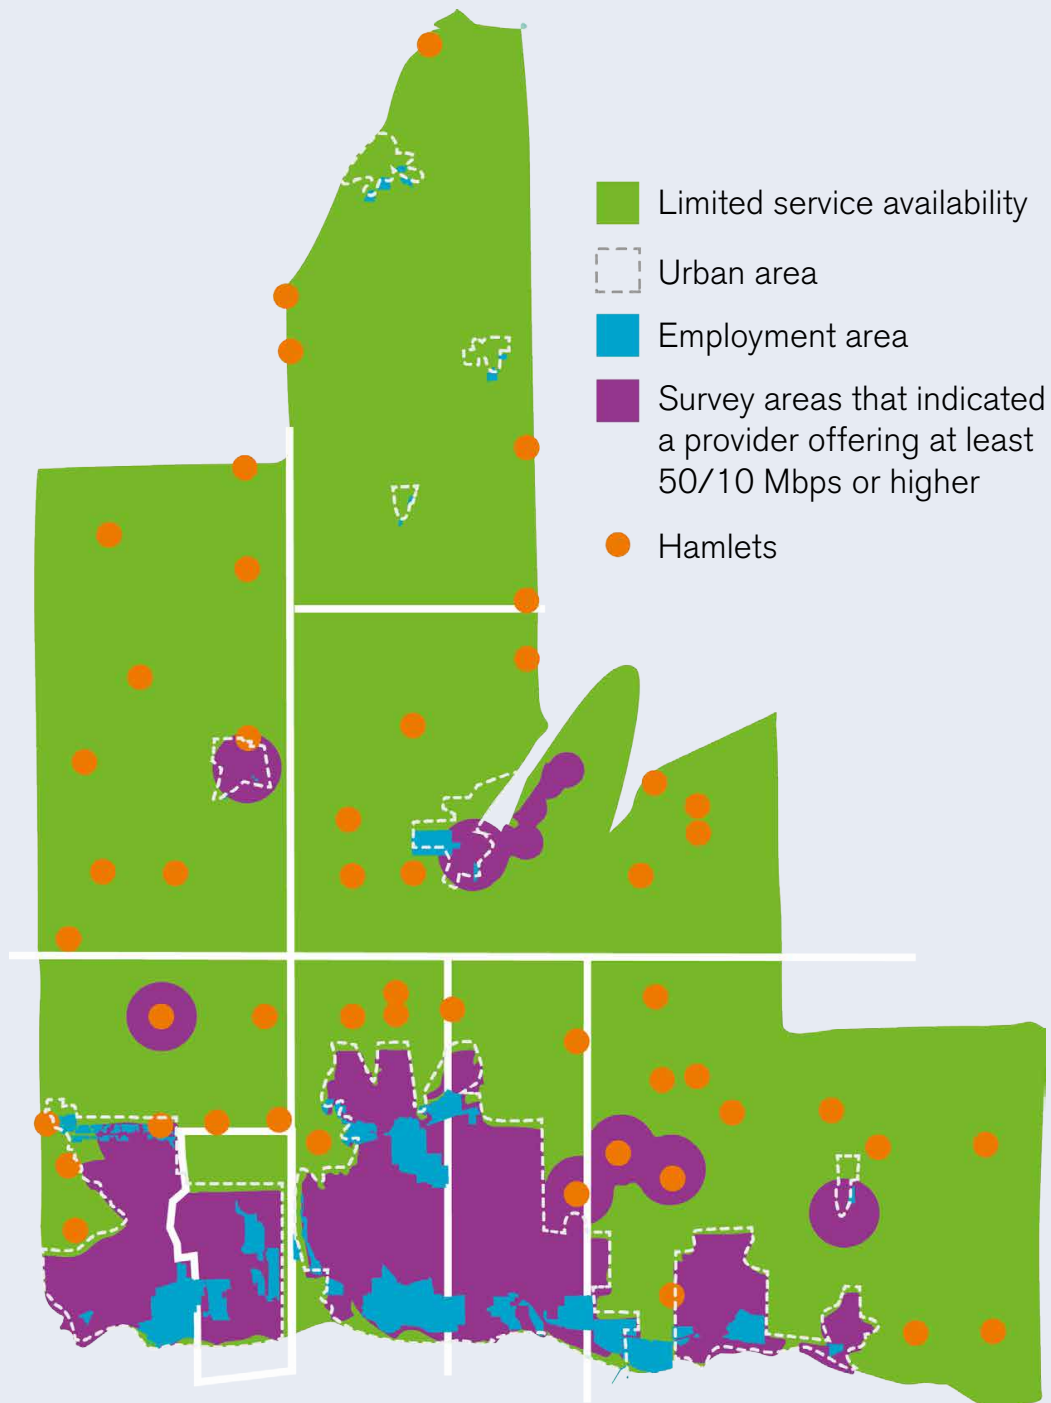 Limited service availability
Urban area
Employment area
Survey areas that indicated
a provider offering at least
50/10 Mbps or higher
Hamlets